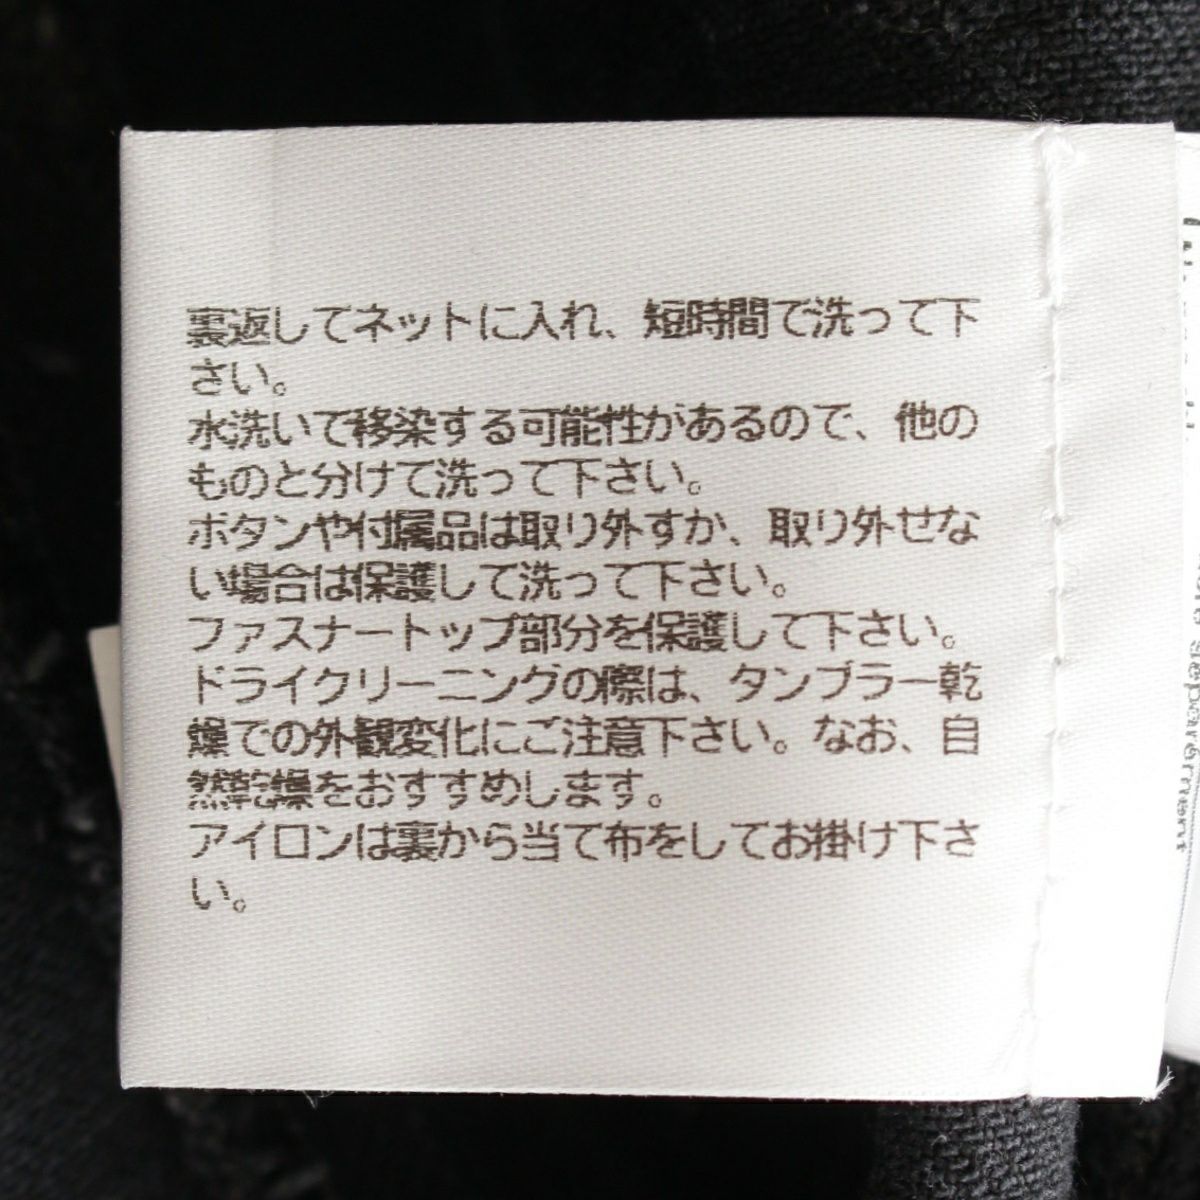 裏返してネットに入れ、短時間で洗って下
さい。
水洗いで移染する可能性があるので、他の
ものと分けて洗って下さい。
ボタンや付属品は取り外すか、取り外せな
い場合は保護して洗って下さい。
ファスナートップ部分を保護して下さい。
ドライクリーニングの際は、タンブラー乾
燥での外観変化にご注意下さい。なお、自
然乾燥をおすすめします。
アイロンは裏から当て布をしてお掛け下さ
い。
department